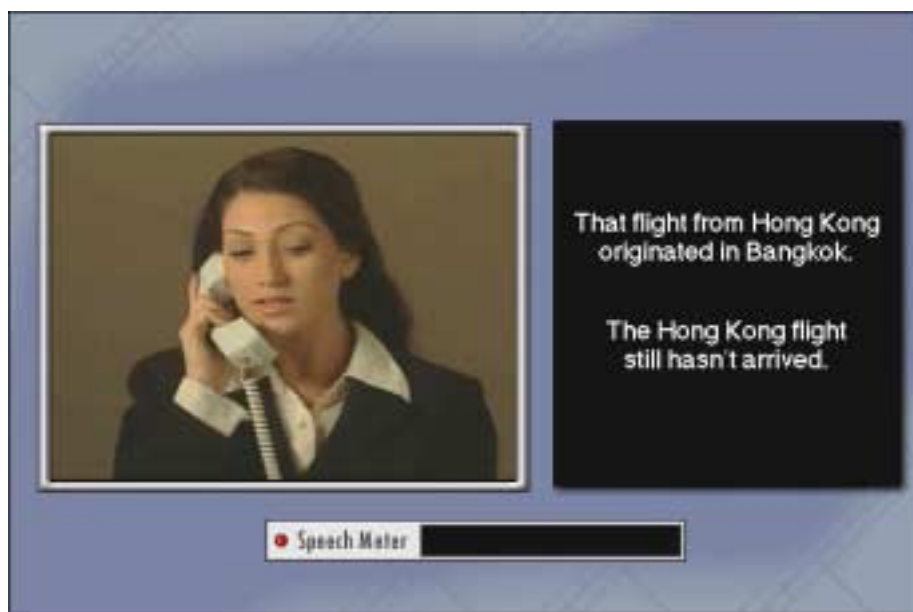 That flight from Hong Kong
originated in Bangkok.
The Hong Kong flight
still hasn't arrived.
Speech Meter